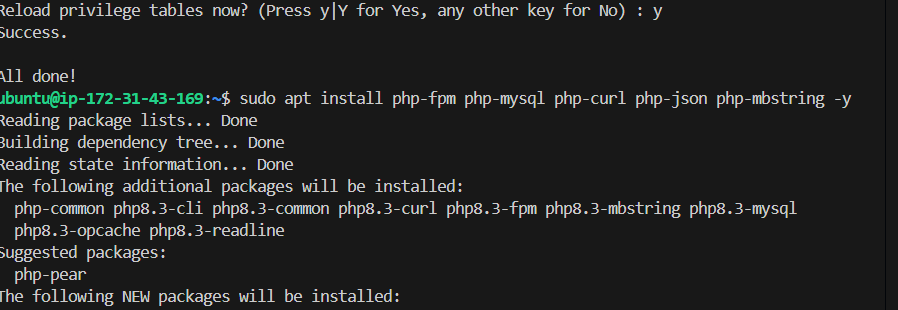 Reload privilege tables now? (Press y|Y for Yes, any other key for No) : y
Success.
All done!
ubuntu@ip-172-31-43-169:~$ sudo apt install php-fpm php-mysql php-curl php-json php-mbstring -y
Reading package lists... Done
Building dependency tree... Done
Reading state information... Done
The following additional packages will be installed:
php-common php8.3-cli php8.3-common php8.3-curl php8.3-fpm php8.3-mbstring php8.3-mysql
php8.3-opcache php8.3-readline
Suggested packages:
php-pear
The following NEW packages will be installed: